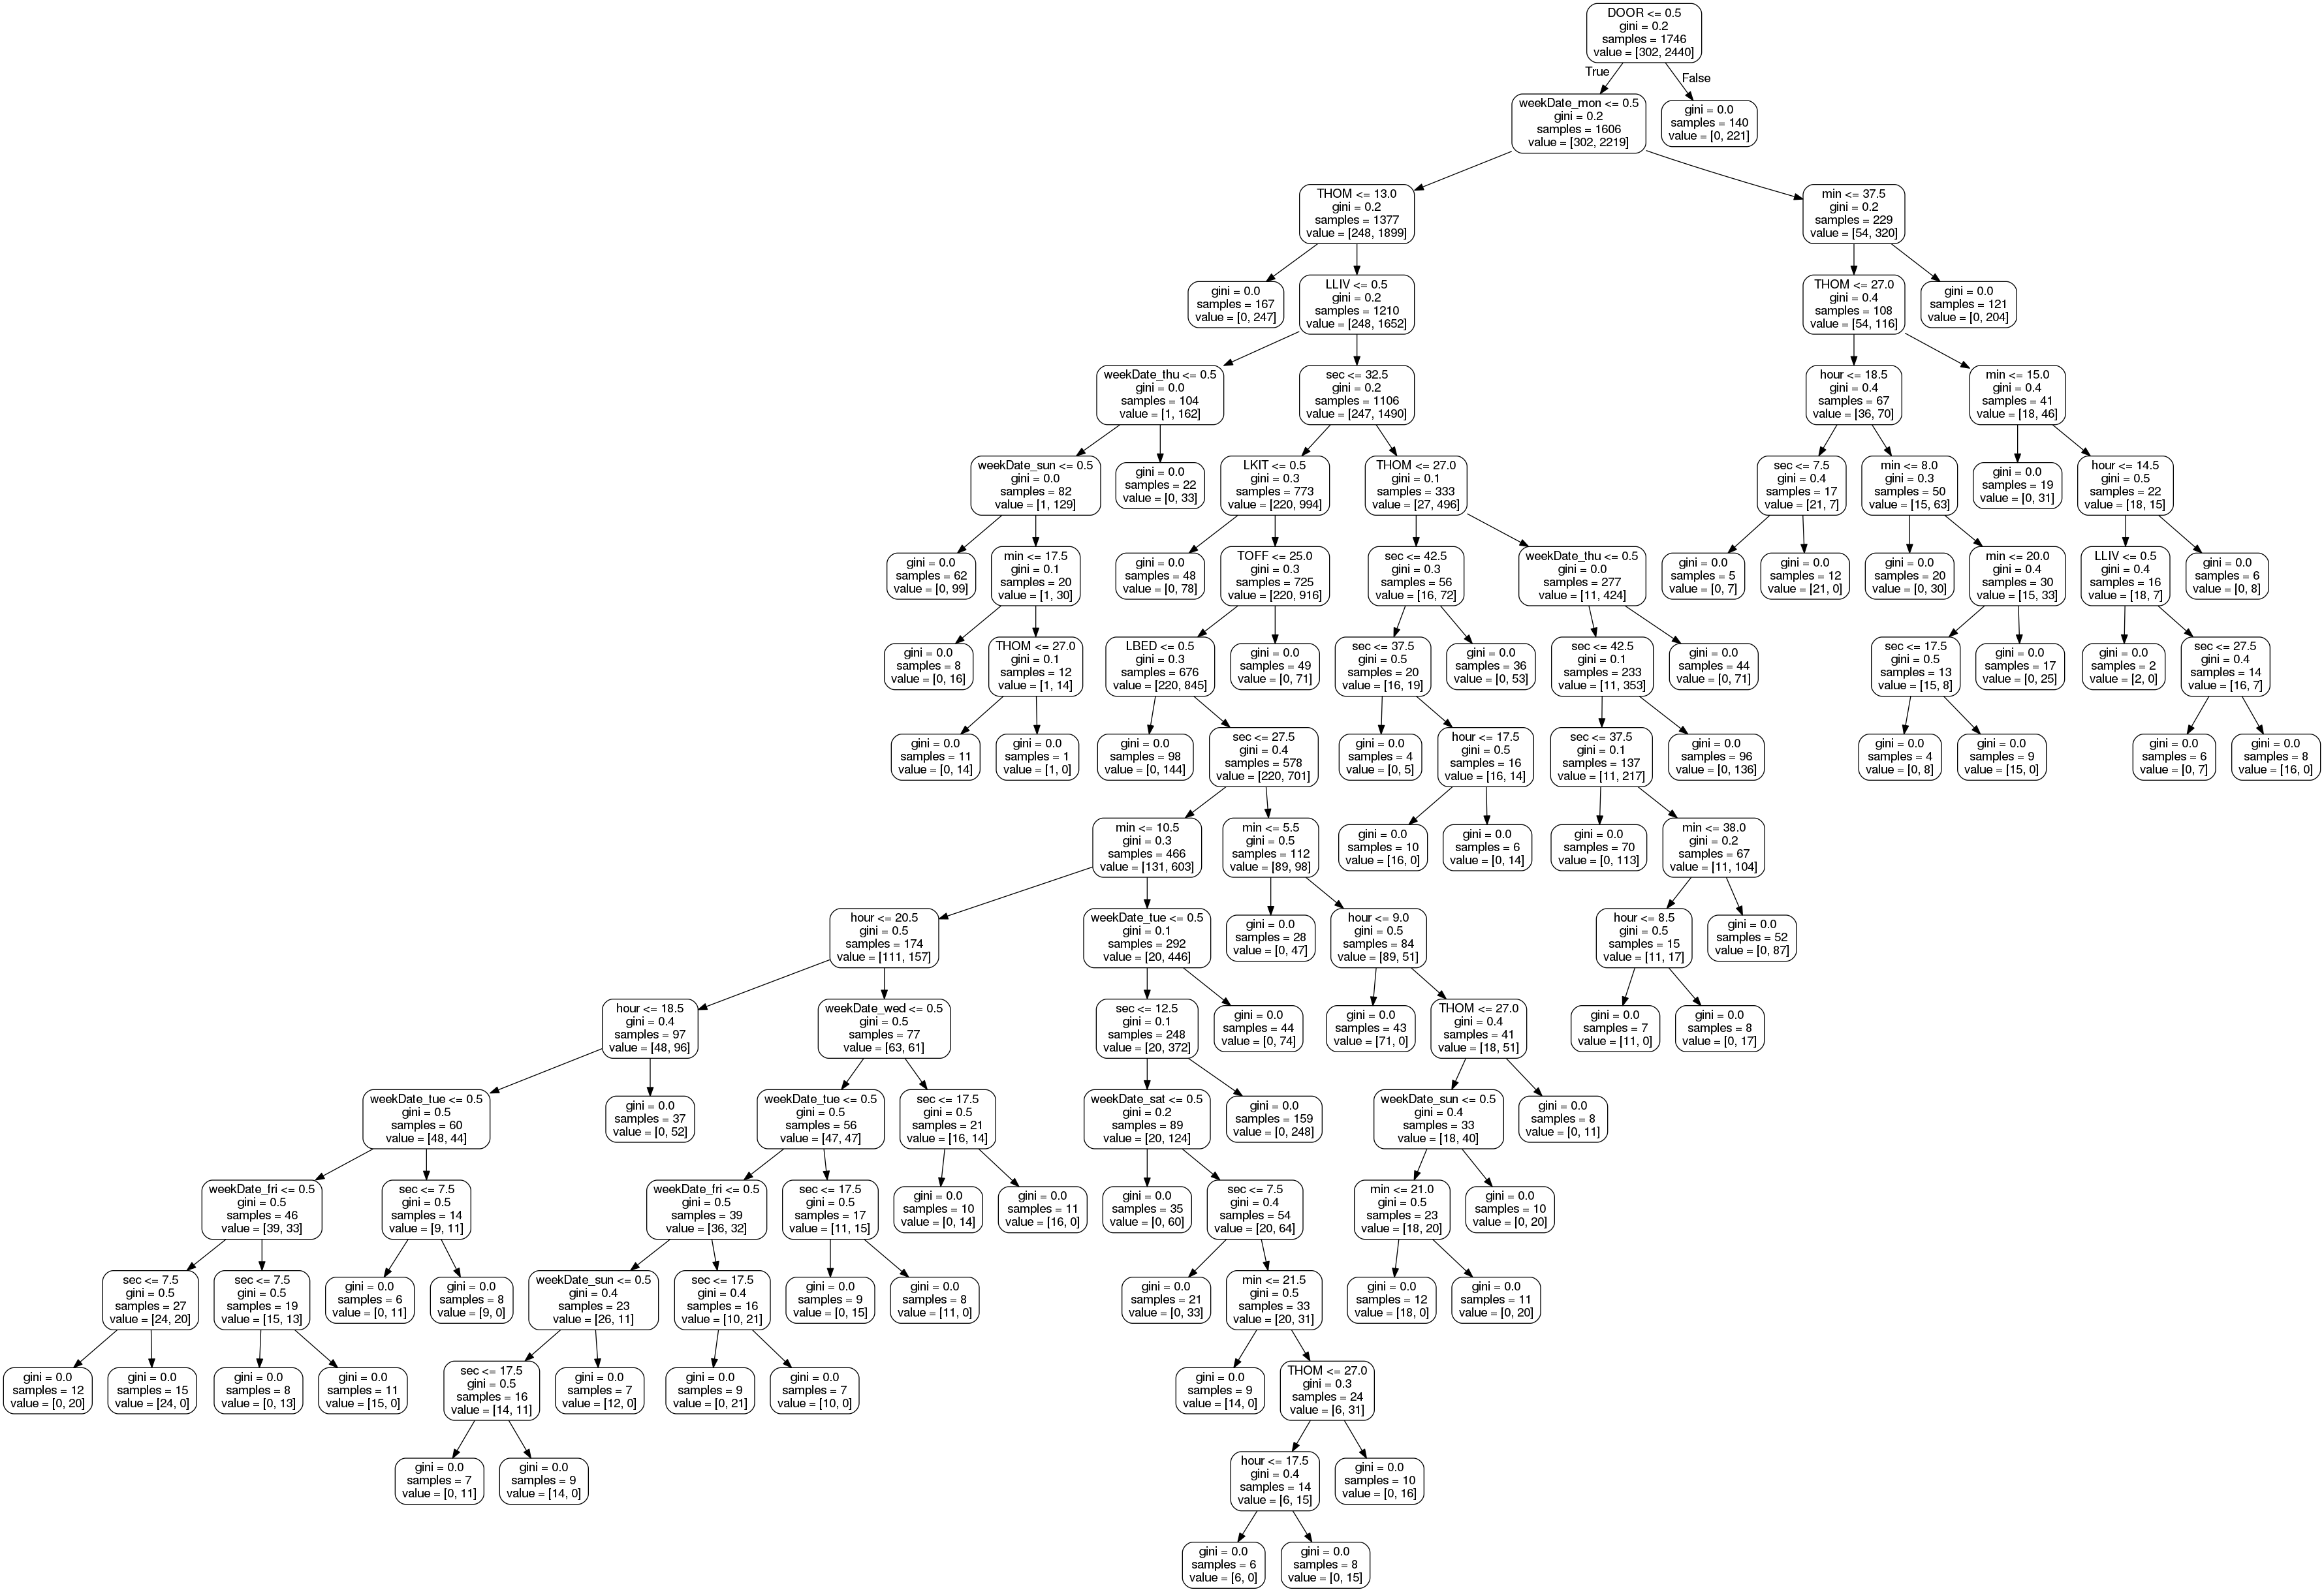 DOOR <= 0.5
gini = 0.2
samples = 1746
value = [302, 2440]
True
False
weekDate_mon <= 0.5
gini = 0.2
samples = 1606
value = [302, 2219]
gini = 0.0
samples = 140
value = [0, 221]
THOM <= 13.0
gini = 0.2
samples = 1377
value = [248, 1899]
min <= 37.5
gini = 0.2
samples = 229
value = [54, 320]
gini = 0.0
samples = 167
value = [0, 247]
LLIV <= 0.5
gini = 0.2
samples = 1210
value = [248, 1652]
THOM <= 27.0
gini = 0.4
samples = 108
value = [54, 116]
gini = 0.0
samples = 121
value = [0, 204]
weekDate_thu <= 0.5
gini = 0.0
samples = 104
value = [1, 162]
sec <= 32.5
gini = 0.2
samples = 1106
value = [247, 1490]
hour <= 18.5
gini = 0.4
samples = 67
value = [36, 70]
min <= 15.0
gini = 0.4
samples = 41
value = [18, 46]
weekDate_sun <= 0.5
gini = 0.0
samples = 82
value = [1, 129]
gini = 0.0
samples = 22
value = [0, 33]
LKIT <= 0.5
gini = 0.3
samples = 773
value = [220, 994]
THOM <= 27.0
gini = 0.1
samples = 333
value = [27, 496]
sec <= 7.5
gini = 0.4
samples = 17
value = [21, 7]
min <= 8.0
gini = 0.3
samples = 50
value = [15, 63]
gini = 0.0
samples = 19
value = [0, 31]
hour <= 14.5
gini = 0.5
samples = 22
value = [18, 15]
gini = 0.0
samples = 62
value = [0, 99]
min <= 17.5
gini = 0.1
samples = 20
value = [1, 30]
gini = 0.0
samples = 48
value = [0, 78]
TOFF <= 25.0
gini = 0.3
samples = 725
value = [220, 916]
sec <= 42.5
gini = 0.3
samples = 56
value = [16, 72]
weekDate_thu <= 0.5
gini = 0.0
samples = 277
value = [11, 424]
gini = 0.0
samples = 5
value = [0, 7]
gini = 0.0
samples = 12
value = [21, 0]
gini = 0.0
samples = 20
value = [0, 30]
min <= 20.0
gini = 0.4
samples = 30
value = [15, 33]
LLIV <= 0.5
gini = 0.4
samples = 16
value = [18, 7]
gini = 0.0
samples = 6
value = [0, 8]
gini = 0.0
samples = 8
value = [0, 16]
THOM <= 27.0
gini = 0.1
samples = 12
value = [1, 14]
LBED <= 0.5
gini = 0.3
samples = 676
value = [220, 845]
gini = 0.0
samples = 49
value = [0, 71]
sec <= 37.5
gini = 0.5
samples = 20
value = [16, 19]
gini = 0.0
samples = 36
value = [0, 53]
sec <= 42.5
gini = 0.1
samples = 233
value = [11, 353]
gini = 0.0
samples = 44
value = [0, 71]
sec <= 17.5
gini = 0.5
samples = 13
value = [15, 8]
gini = 0.0
samples = 17
value = [0, 25]
gini = 0.0
samples = 2
value = [2, 0]
sec <= 27.5
gini = 0.4
samples = 14
value = [16, 7]
gini = 0.0
samples = 11
value = [0, 14]
gini = 0.0
samples = 1
value = [1, 0]
gini = 0.0
samples = 98
value = [0, 144]
sec <= 27.5
gini = 0.4
samples = 578
value = [220, 701]
gini = 0.0
samples = 4
value = [0, 5]
hour <= 17.5
gini = 0.5
samples = 16
value = [16, 14]
sec <= 37.5
gini = 0.1
samples = 137
value = [11, 217]
gini = 0.0
samples = 96
value = [0, 136]
gini = 0.0
samples = 4
value = [0, 8]
gini = 0.0
samples = 9
value = [15, 0]
gini = 0.0
samples = 6
value = [0, 7]
gini = 0.0
samples = 8
value = [16, 0]
min <= 10.5
gini = 0.3
samples = 466
value = [131, 603]
min <= 5.5
gini = 0.5
samples = 112
value = [89, 98]
gini = 0.0
samples = 10
value = [16, 0]
gini = 0.0
samples = 6
value = [0, 14]
gini = 0.0
samples = 70
value = [0, 113]
min <= 38.0
gini = 0.2
samples = 67
value = [11, 104]
hour <= 20.5
gini = 0.5
samples = 174
value = [111, 157]
weekDate_tue <= 0.5
gini = 0.1
samples = 292
value = [20, 446]
gini = 0.0
samples = 28
value = [0, 47]
hour <= 9.0
gini = 0.5
samples = 84
value = [89, 51]
hour <= 8.5
gini = 0.5
samples = 15
value = [11, 17]
gini = 0.0
samples = 52
value = [0, 87]
hour <= 18.5
gini = 0.4
samples = 97
value = [48, 96]
weekDate_wed <= 0.5
gini = 0.5
samples = 77
value = [63, 61]
sec <= 12.5
gini = 0.1
samples = 248
value = [20, 372]
gini = 0.0
samples = 44
value = [0, 74]
gini = 0.0
samples = 43
value = [71, 0]
THOM <= 27.0
gini = 0.4
samples = 41
value = [18, 51]
gini = 0.0
samples = 7
value = [11, 0]
gini = 0.0
samples = 8
value = [0, 17]
weekDate_tue <= 0.5
gini = 0.5
samples = 60
value = [48, 44]
gini = 0.0
samples = 37
value = [0, 52]
weekDate_tue <= 0.5
gini = 0.5
samples = 56
value = [47, 47]
sec <= 17.5
gini = 0.5
samples = 21
value = [16, 14]
weekDate_sat <= 0.5
gini = 0.2
samples = 89
value = [20, 124]
gini = 0.0
samples = 159
value = [0, 248]
weekDate_sun <= 0.5
gini = 0.4
samples = 33
value = [18, 40]
gini = 0.0
samples = 8
value = [0, 11]
weekDate_fri <= 0.5
gini = 0.5
samples = 46
value = [39, 33]
sec <= 7.5
gini = 0.5
samples = 14
value = [9, 11]
weekDate_fri <= 0.5
gini = 0.5
samples = 39
value = [36, 32]
sec <= 17.5
gini = 0.5
samples = 17
value = [11, 15]
gini = 0.0
samples = 10
value = [0, 14]
gini = 0.0
samples = 11
value = [16, 0]
gini = 0.0
samples = 35
value = [0, 60]
sec <= 7.5
gini = 0.4
samples = 54
value = [20, 64]
min <= 21.0
gini = 0.5
samples = 23
value = [18, 20]
gini = 0.0
samples = 10
value = [0, 20]
sec <= 7.5
gini = 0.5
samples = 27
value = [24, 20]
sec <= 7.5
gini = 0.5
samples = 19
value = [15, 13]
gini = 0.0
samples = 6
value = [0, 11]
gini = 0.0
samples = 8
value = [9, 0]
weekDate_sun <= 0.5
gini = 0.4
samples = 23
value = [26, 11]
sec <= 17.5
gini = 0.4
samples = 16
value = [10, 21]
gini = 0.0
samples = 9
value = [0, 15]
gini = 0.0
samples = 8
value = [11, 0]
gini = 0.0
samples = 21
value = [0, 33]
min <= 21.5
gini = 0.5
samples = 33
value = [20, 31]
gini = 0.0
samples = 12
value = [18, 0]
gini = 0.0
samples = 11
value = [0, 20]
gini = 0.0
samples = 12
value = [0, 20]
gini = 0.0
samples = 15
value = [24, 0]
gini = 0.0
samples = 8
value = [0, 13]
gini = 0.0
samples = 11
value = [15, 0]
sec <= 17.5
gini = 0.5
samples = 16
value = [14, 11]
gini = 0.0
samples = 7
value = [12, 0]
gini = 0.0
samples = 9
value = [0, 21]
gini = 0.0
samples = 7
value = [10, 0]
gini = 0.0
samples = 9
value = [14, 0]
THOM <= 27.0
gini = 0.3
samples = 24
value = [6, 31]
gini = 0.0
samples = 7
value = [0, 11]
gini = 0.0
samples = 9
value = [14, 0]
hour <= 17.5
gini = 0.4
samples = 14
value = [6, 15]
gini = 0.0
samples = 10
value = [0, 16]
gini = 0.0
samples = 6
value = [6, 0]
gini = 0.0
samples = 8
value = [0, 15]